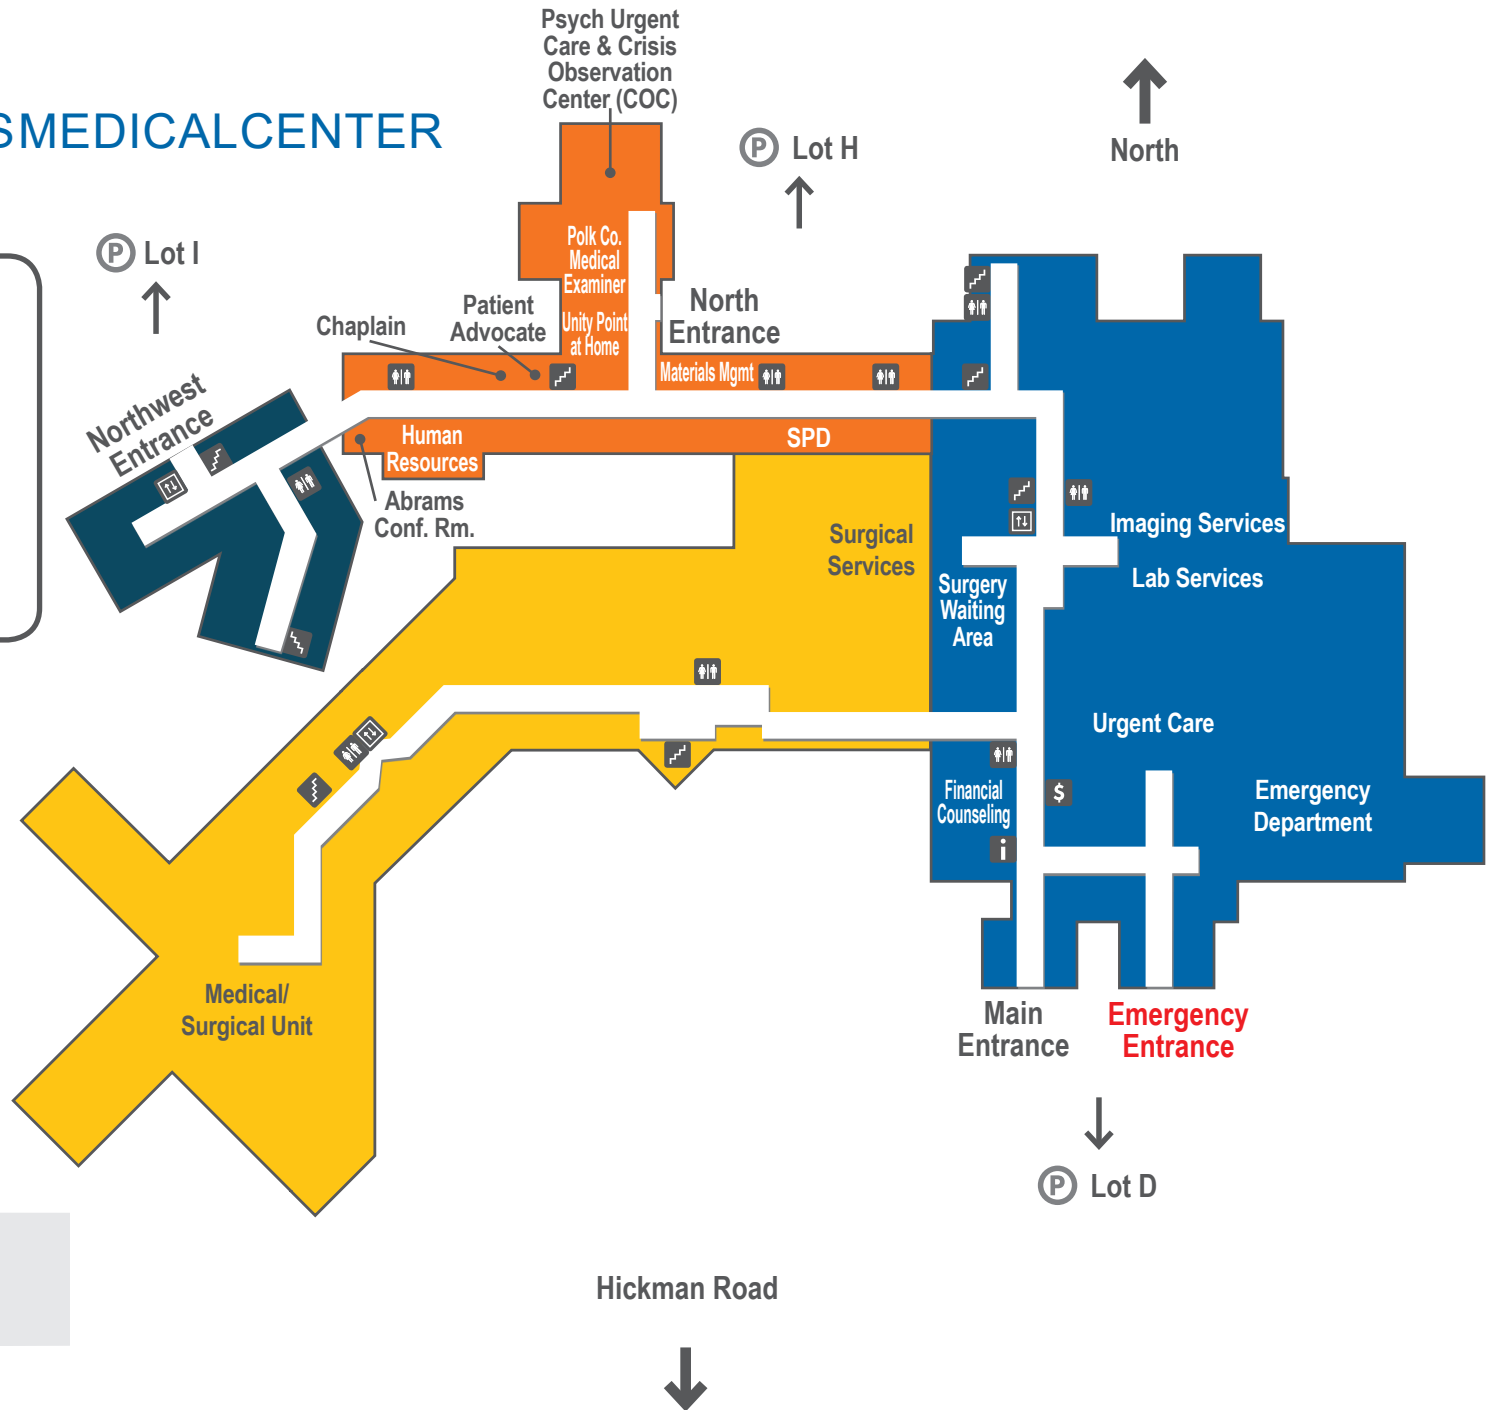 Psych Urgent
Care & Crisis
Observation
Center (COC)
SMEDICALCENTER
P Lot H
North
P Lot I
Polk Co.
Medical
Examiner
Unity Point
at Home
North
Entrance
Patient
Advocate
Chaplain
Materials Mgmt
Northwest
Entrance
Human
Resources
SPD
Abrams
Conf. Rm.
Surgical
Services
Imaging Services
Lab Services
Surgery
Waiting
Area
Urgent Care
Financial
Counseling
$
i
Emergency
Department
Medical/
Surgical Unit
Main
Entrance
Emergency
Entrance
P Lot D
Hickman Road